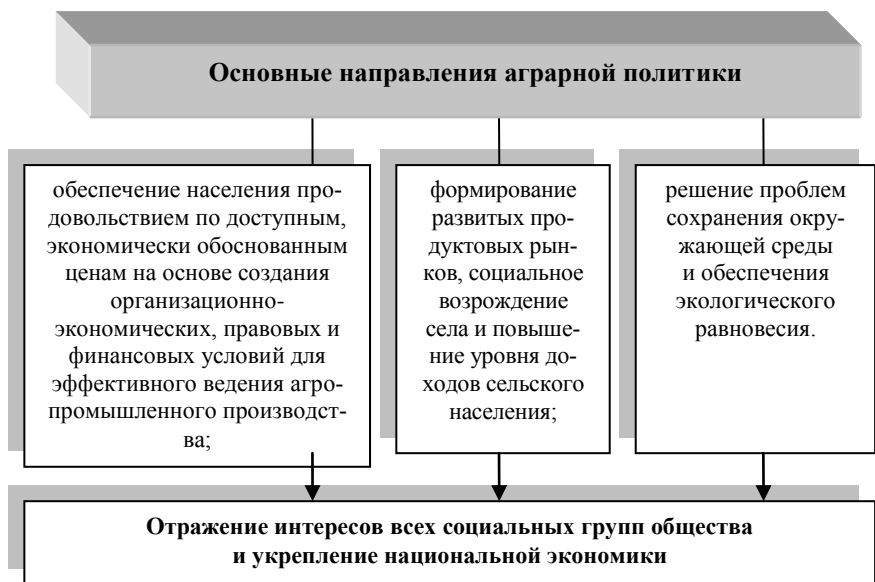 Основные направления аграрной политики
обеспечение населения про-
довольствием по доступным,
экономически обоснованным
ценам на основе создания
организационно-
экономических, правовых и
финансовых условий для
эффективного ведения агро-
промышленного производст-
ва;
формирование
развитых про-
дуктовых рын-
ков, социальное
возрождение
села и повыше-
ние уровня до-
ходов сельского
населения;
решение проблем
сохранения окру-
жающей среды
и обеспечения
экологического
равновесия.
Отражение интересов всех социальных групп общества
и укрепление национальной экономики